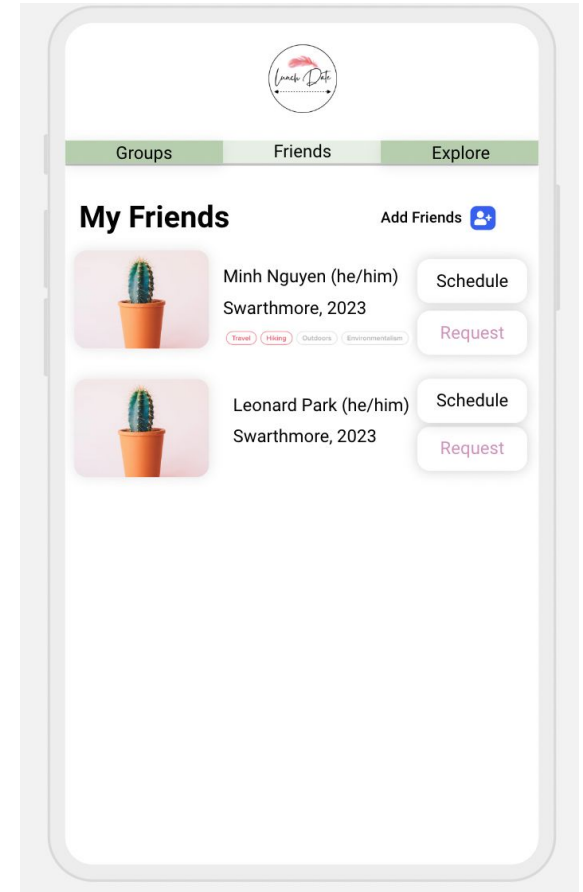 Lunch Date
Groups Friends Explore
My Friends
Add Friends
Minh Nguyen (he/him)
Swarthmore, 2023
Travel Hiking Outdoors Environmentalism
Schedule
Request
Leonard Park (he/him)
Swarthmore, 2023
Schedule
Request